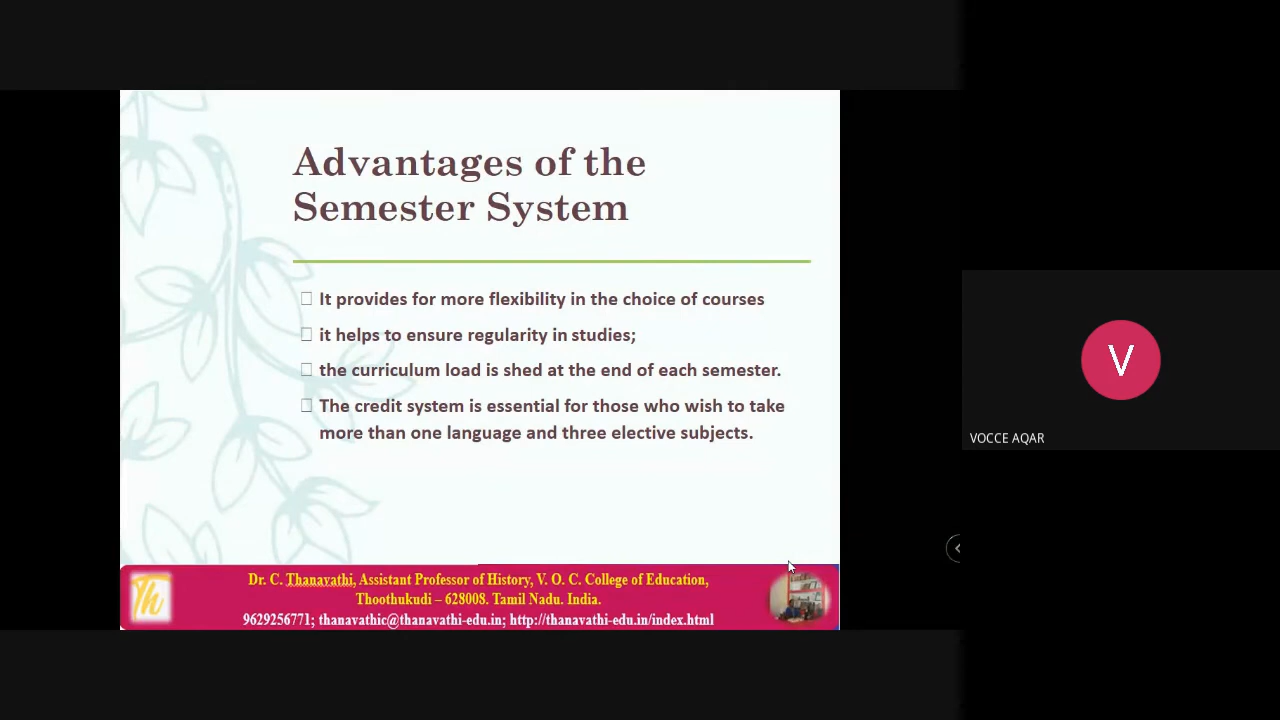 Advantages of the
Semester System
It provides for more flexibility in the choice of courses
it helps to ensure regularity in studies;
the curriculum load is shed at the end of each semester.
The credit system is essential for those who wish to take
more than one language and three elective subjects.
Th
Dr. C. Thanavathi, Assistant Professor of History, V. O. C. College of Education,
Thoothukudi – 628008. Tamil Nadu. India.
9629256771; thanavathic@thanavathi-edu.in; http://thanavathi-edu.in/index.html
V
VOCCE AQAR